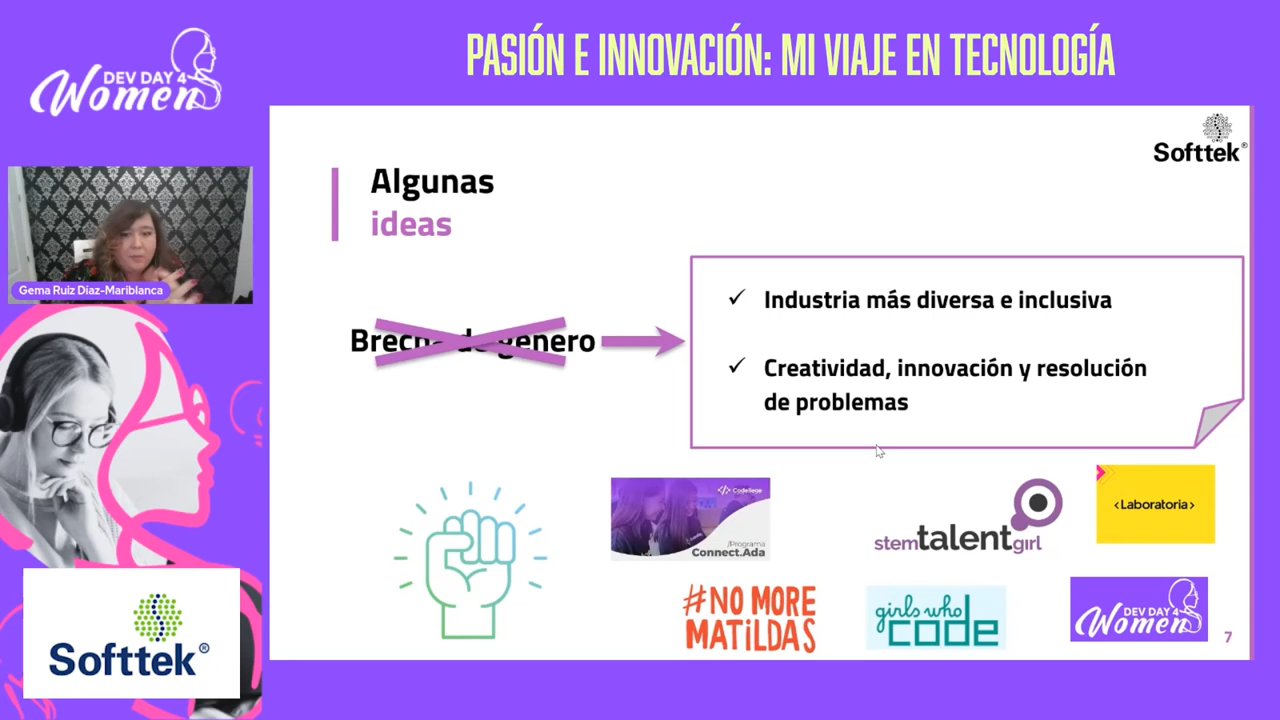 DEV DAY 4
Women
PASIÓN E INNOVACIÓN: MI VIAJE EN TECNOLOGÍA
Softtek®
Gema Ruiz Díaz-Mariblanca
Algunas
ideas
Brecha de género
✓ Industria más diversa e inclusiva
✓ Creatividad, innovación y resolución
de problemas
</> CodeSeqe
/Programa
Connect.Ada
stemtalentgirl
<Laboratoria>
#NO MORE
MATiLDAS
girls who
code
DEV DAY 4
Women
7
Softtek®